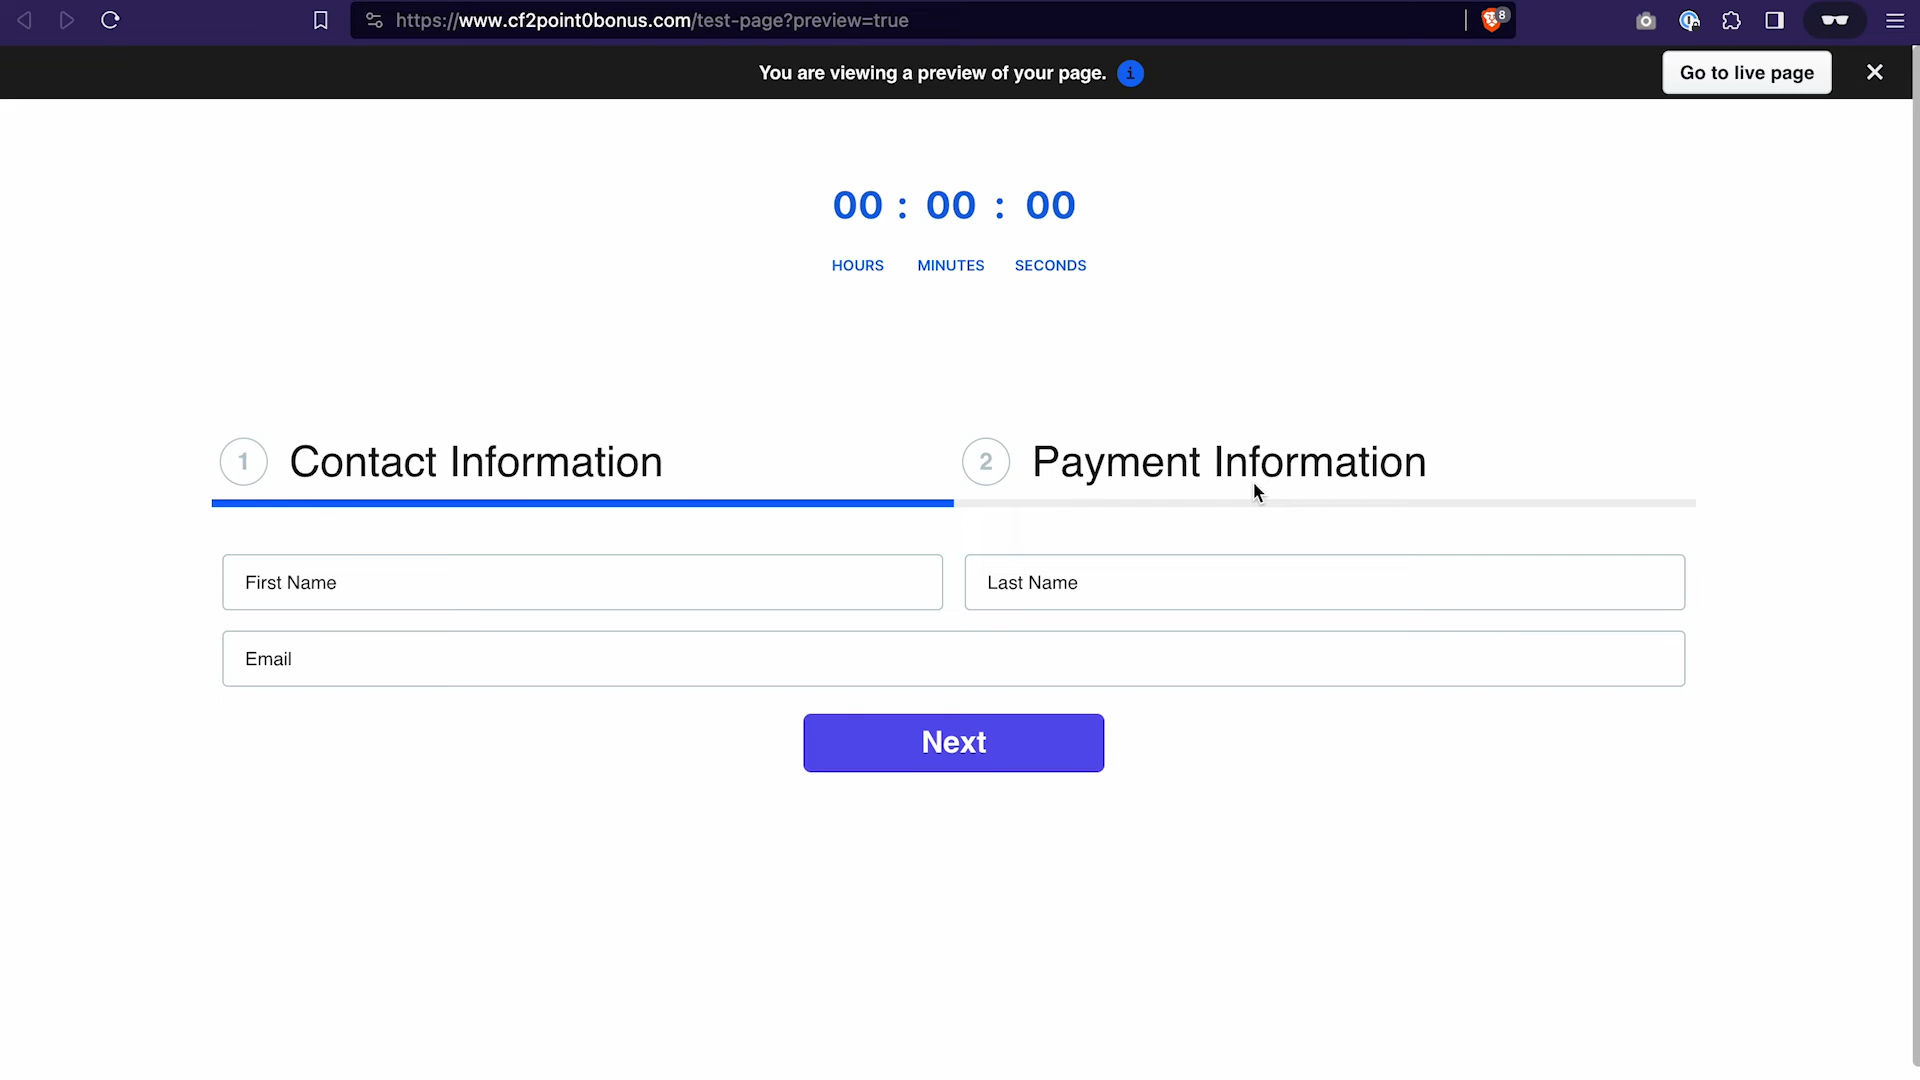 https://www.cf2point0bonus.com/test-page?preview=true
8
You are viewing a preview of your page. i
Go to live page
00 : 00 : 00
HOURS MINUTES SECONDS
1 Contact Information
2 Payment Information
First Name
Last Name
Email
Next